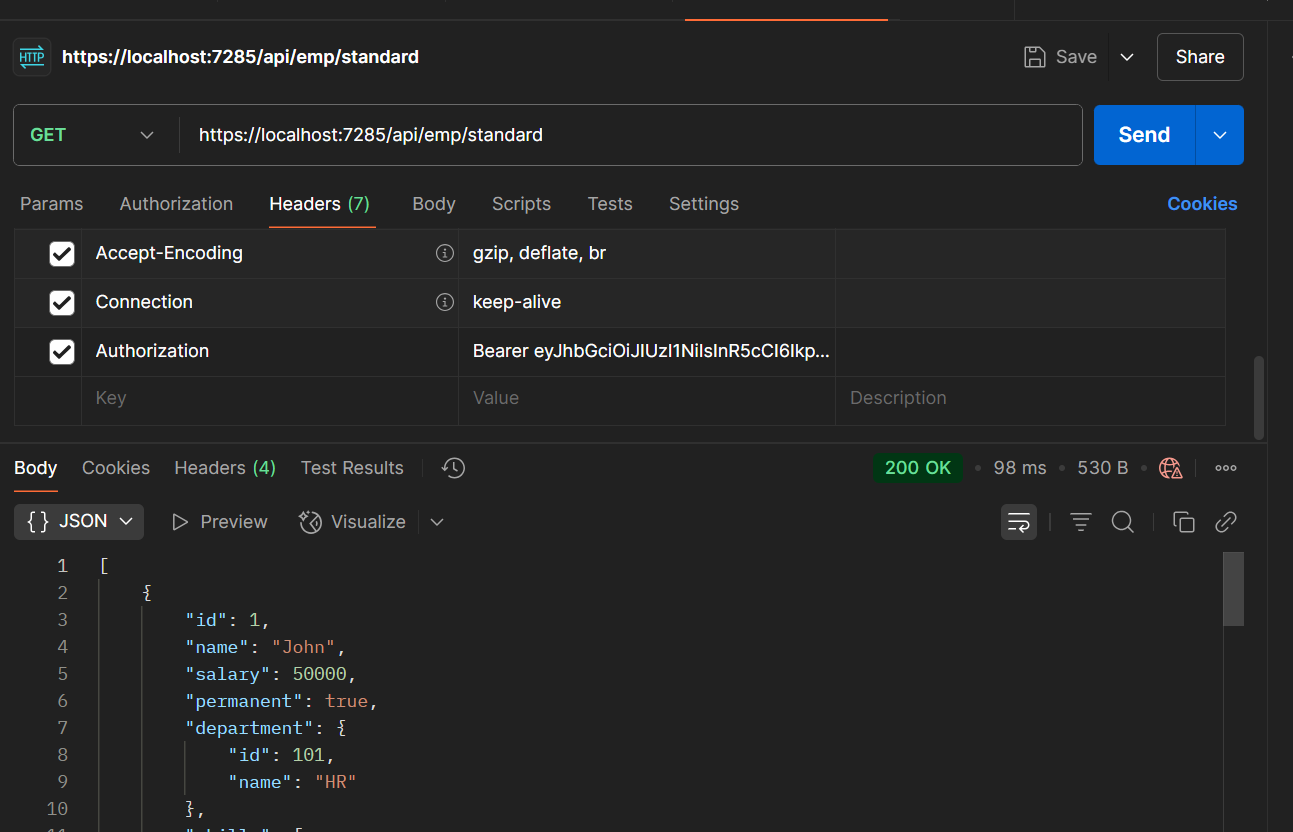 HTTP https://localhost:7285/api/emp/standard Save Share
GET https://localhost:7285/api/emp/standard Send
Params Authorization Headers (7) Body Scripts Tests Settings Cookies
Accept-Encoding gzip, deflate, br
Connection keep-alive
Authorization Bearer eyJhbGciOiJIUzI1NiIsInR5cCI6Ikp...
Key Value Description
Body Cookies Headers (4) Test Results 200 OK • 98 ms • 530 B •
{} JSON Preview Visualize
1 [
2 {
3 "id": 1,
4 "name": "John",
5 "salary": 50000,
6 "permanent": true,
7 "department": {
8 "id": 101,
9 "name": "HR"
10 },